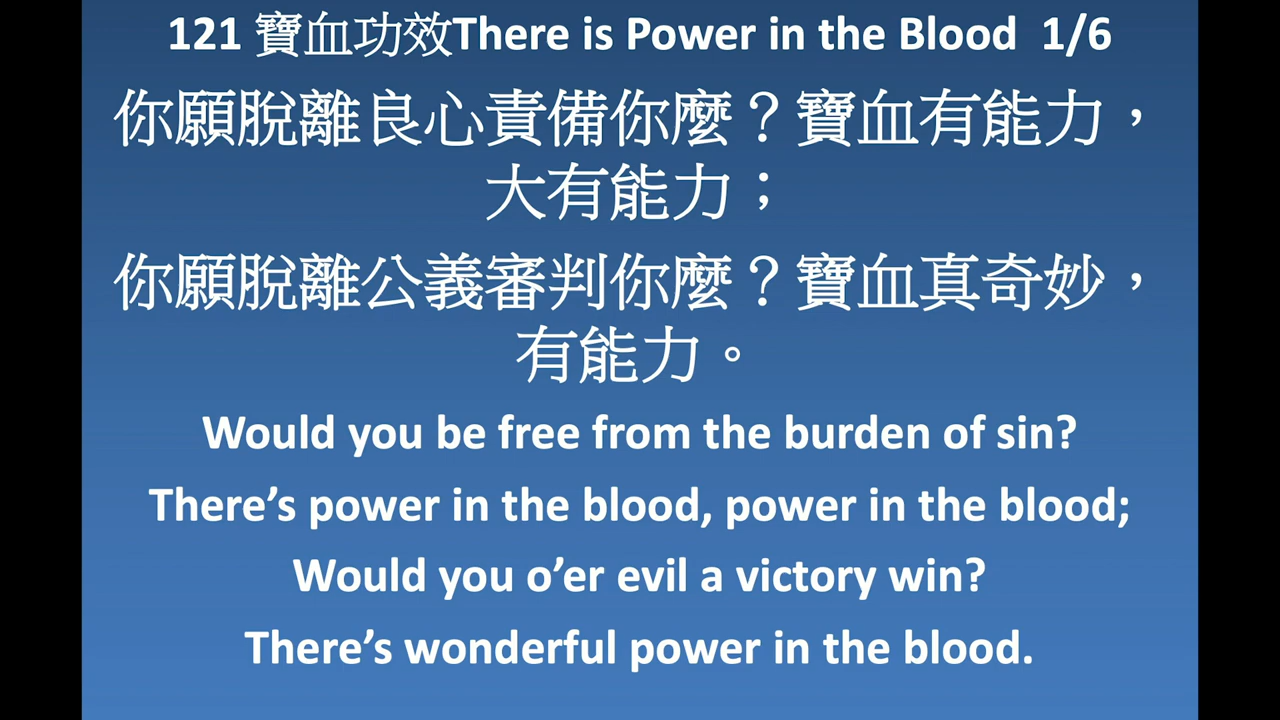 121 寶血功效There is Power in the Blood 1/6
你願脫離良心責備你麼？寶血有能力，
大有能力；
你願脫離公義審判你麼？寶血真奇妙，
有能力。
Would you be free from the burden of sin?
There’s power in the blood, power in the blood;
Would you o’er evil a victory win?
There’s wonderful power in the blood.